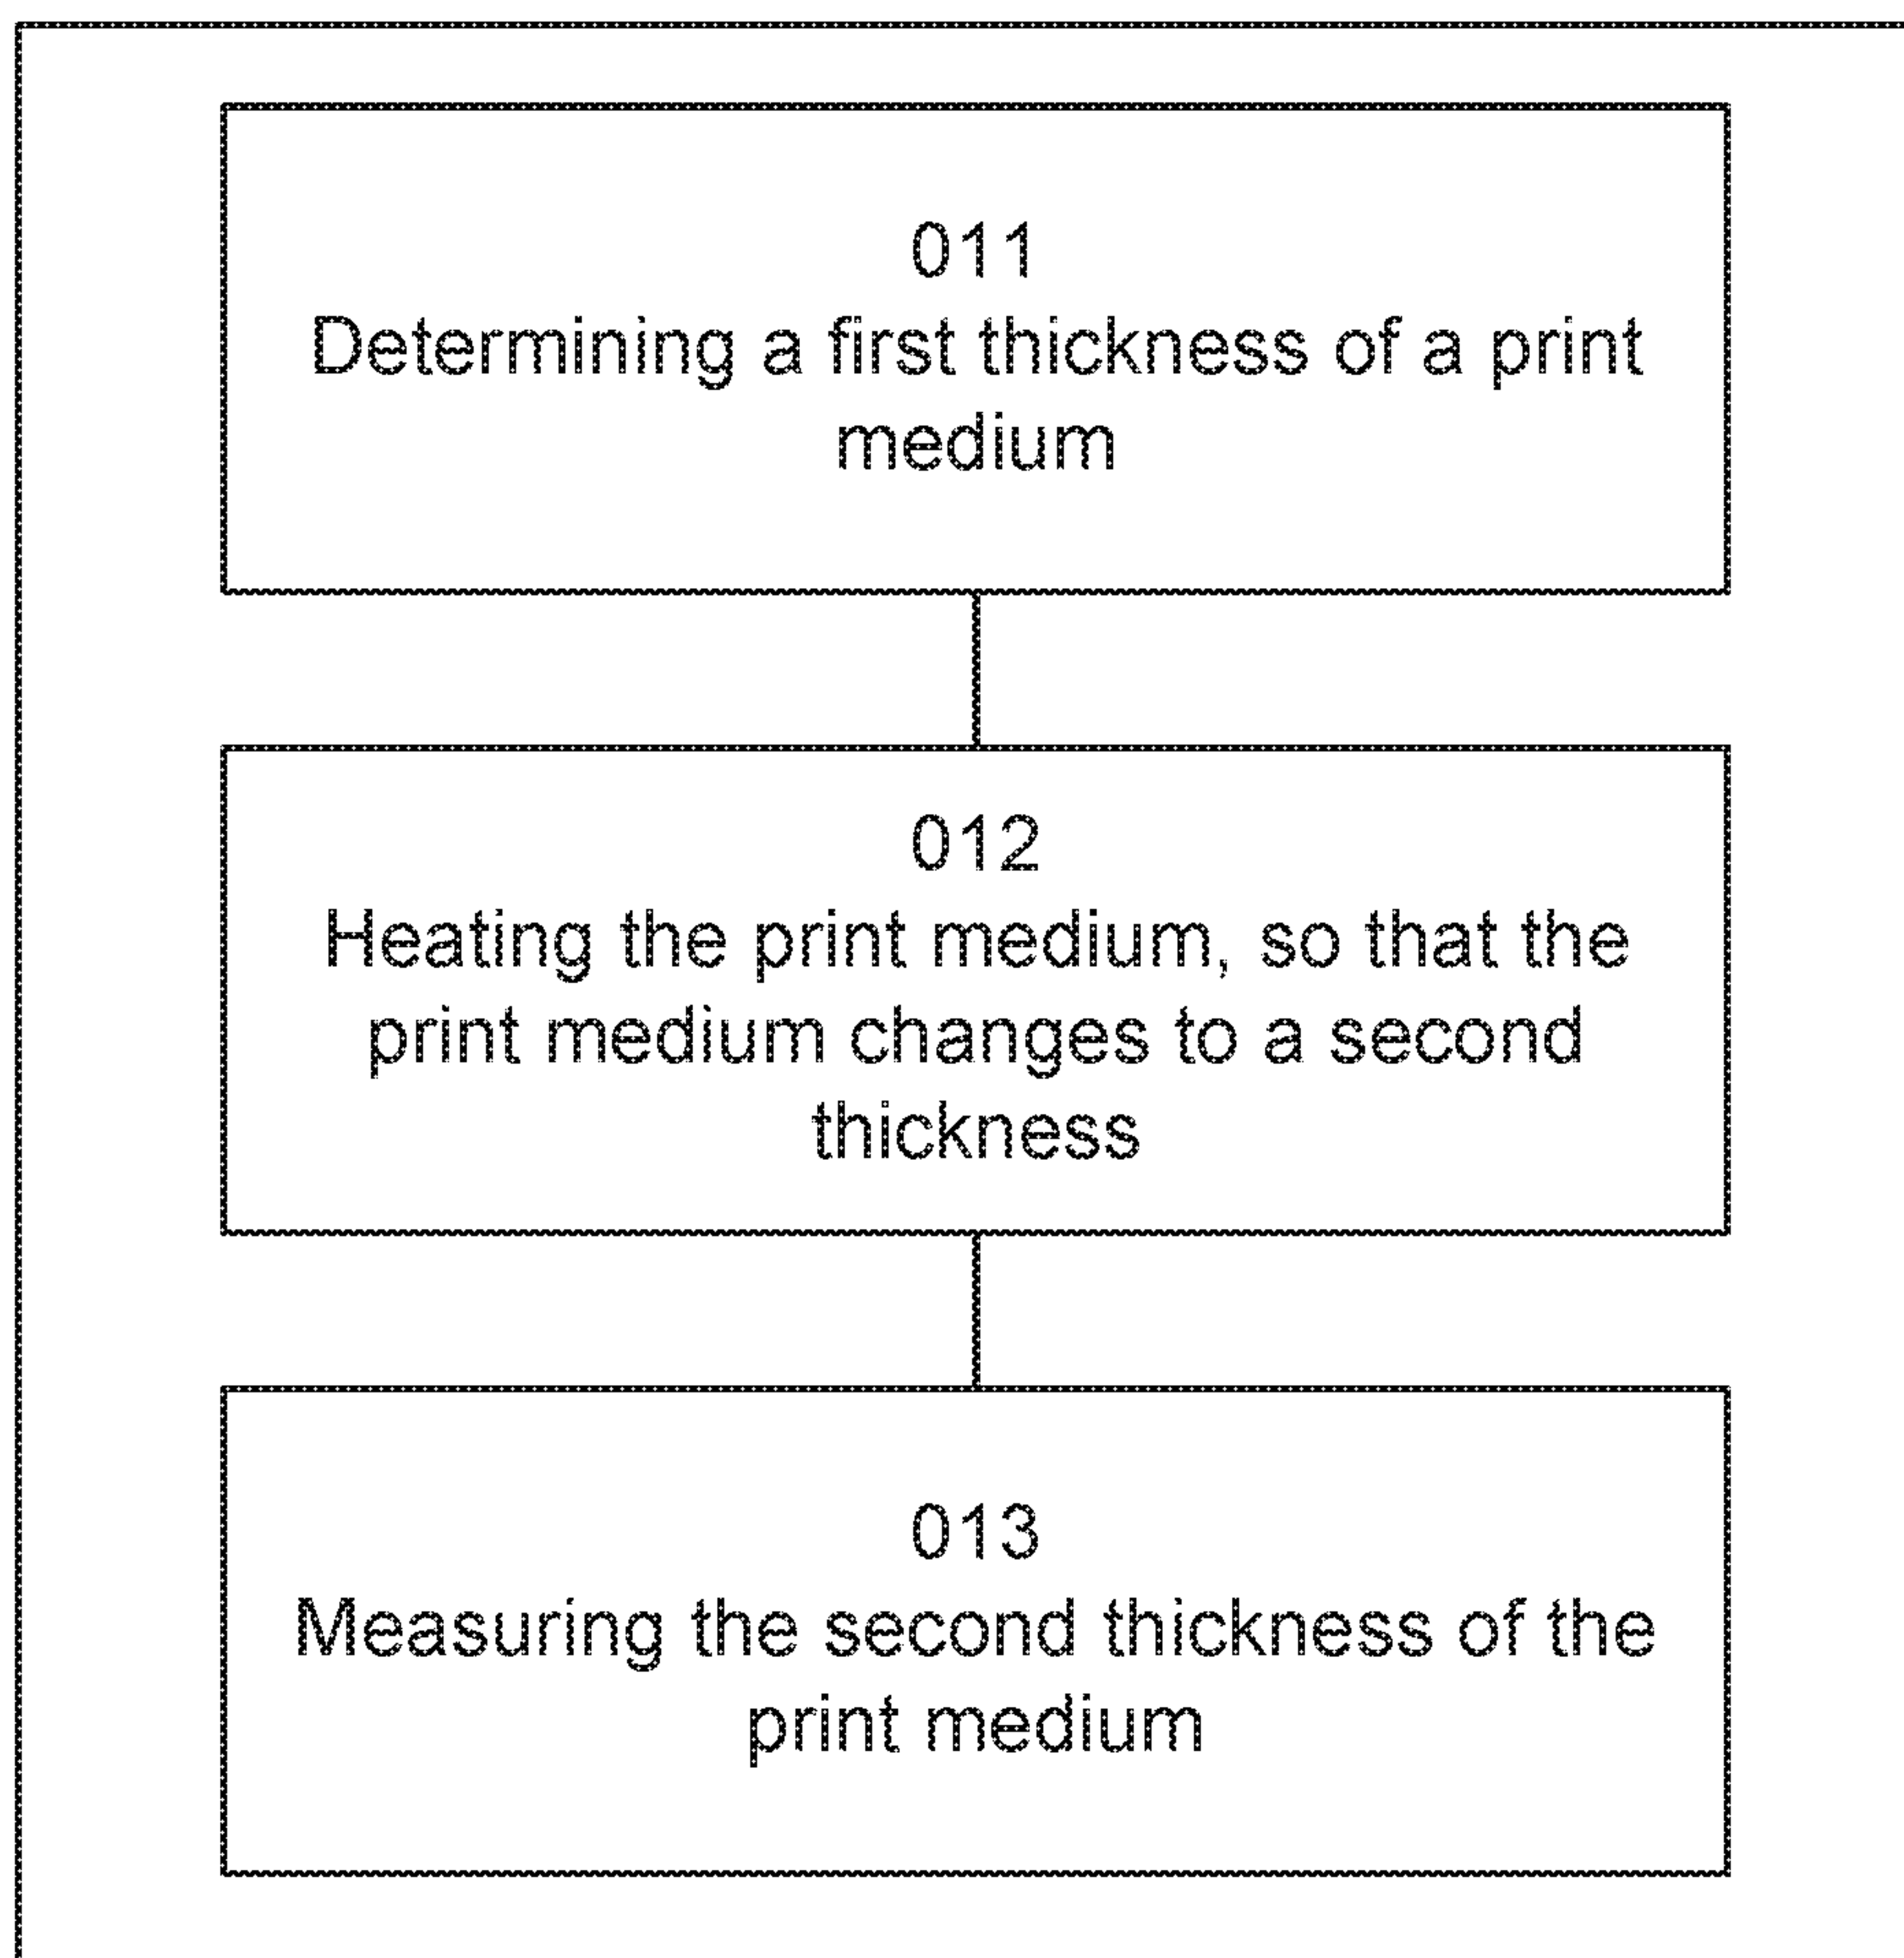 011
Determining a first thickness of a print
medium
012
Heating the print medium, so that the
print medium changes to a second
thickness
013
Measuring the second thickness of the
print medium